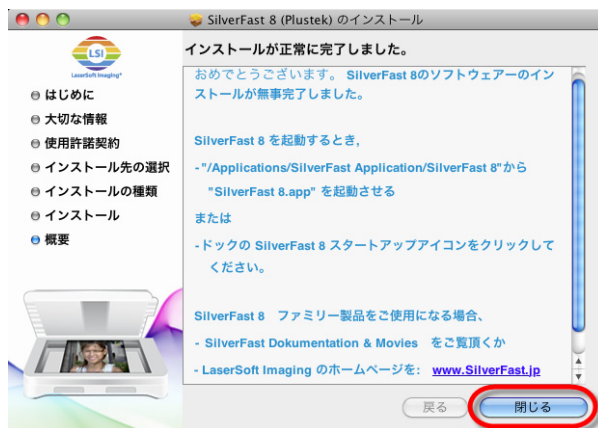 SilverFast 8 (Plustek) のインストール
LSI
LaserSoft Imaging
インストールが正常に完了しました。
はじめに
大切な情報
使用許諾契約
インストール先の選択
インストールの種類
インストール
概要
おめでとうございます。 SilverFast 8のソフトウェアーのイン
ストールが無事完了しました。
SilverFast 8 を起動するとき,
-"/Applications/SilverFast Application/SilverFast 8"から
"SilverFast 8.app" を起動させる
または
-ドックの SilverFast 8 スタートアップアイコンをクリックして
ください。
SilverFast 8 ファミリー製品をご使用になる場合、
- SilverFast Dokumentation & Movies をご覧頂くか
- LaserSoft Imaging のホームページを: www.SilverFast.jp
戻る
閉じる